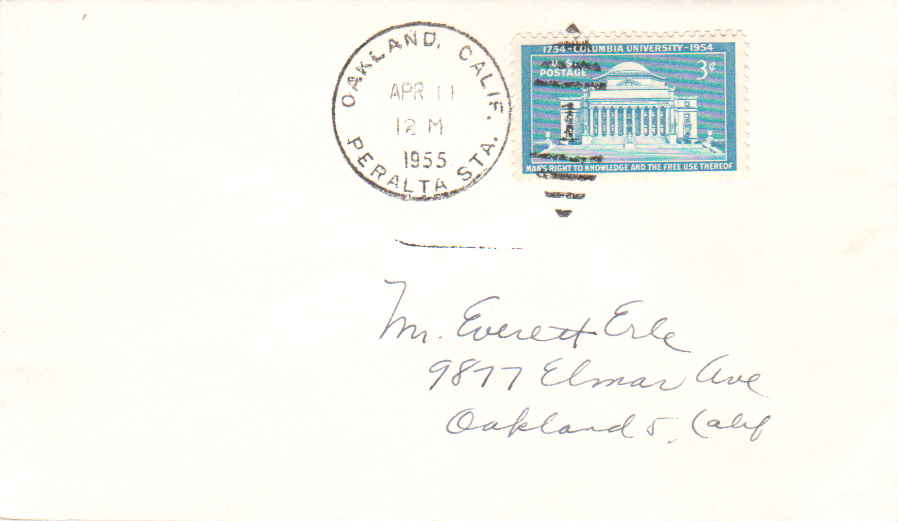 OAKLAND, CALIF.
APR 11
12 M
1955
PERALTA STA.
1754-COLUMBIA UNIVERSITY-1954
U.S. POSTAGE
3¢
MAN'S RIGHT TO KNOWLEDGE AND THE FREE USE THEREOF
Mr. Everett Erle
9877 Elmar Ave
Oakland 5, Calif